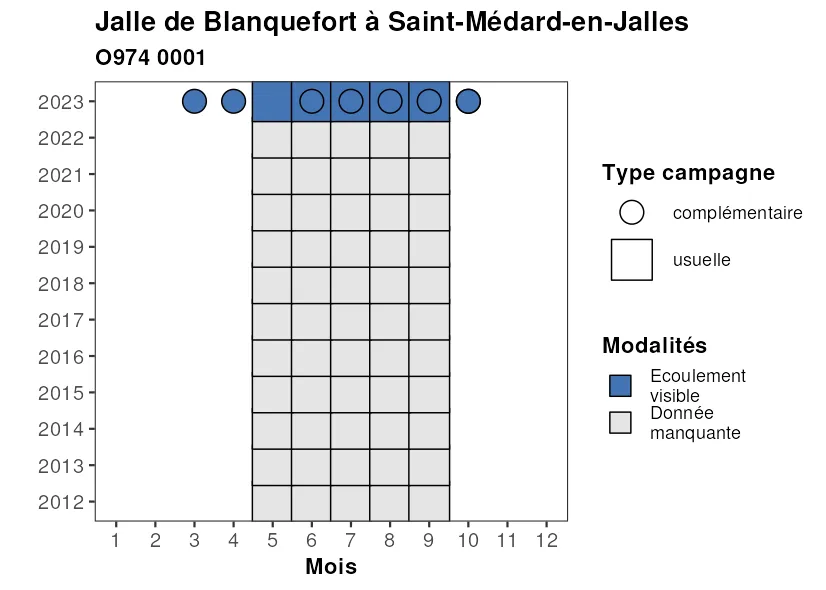 Jalle de Blanquefort à Saint-Médard-en-Jalles
O974 0001
2023
2022
2021
2020
2019
2018
2017
2016
2015
2014
2013
2012
1 2 3 4 5 6 7 8 9 10 11 12
Mois
Type campagne
complémentaire
usuelle
Modalités
Ecoulement
visible
Donnée
manquante